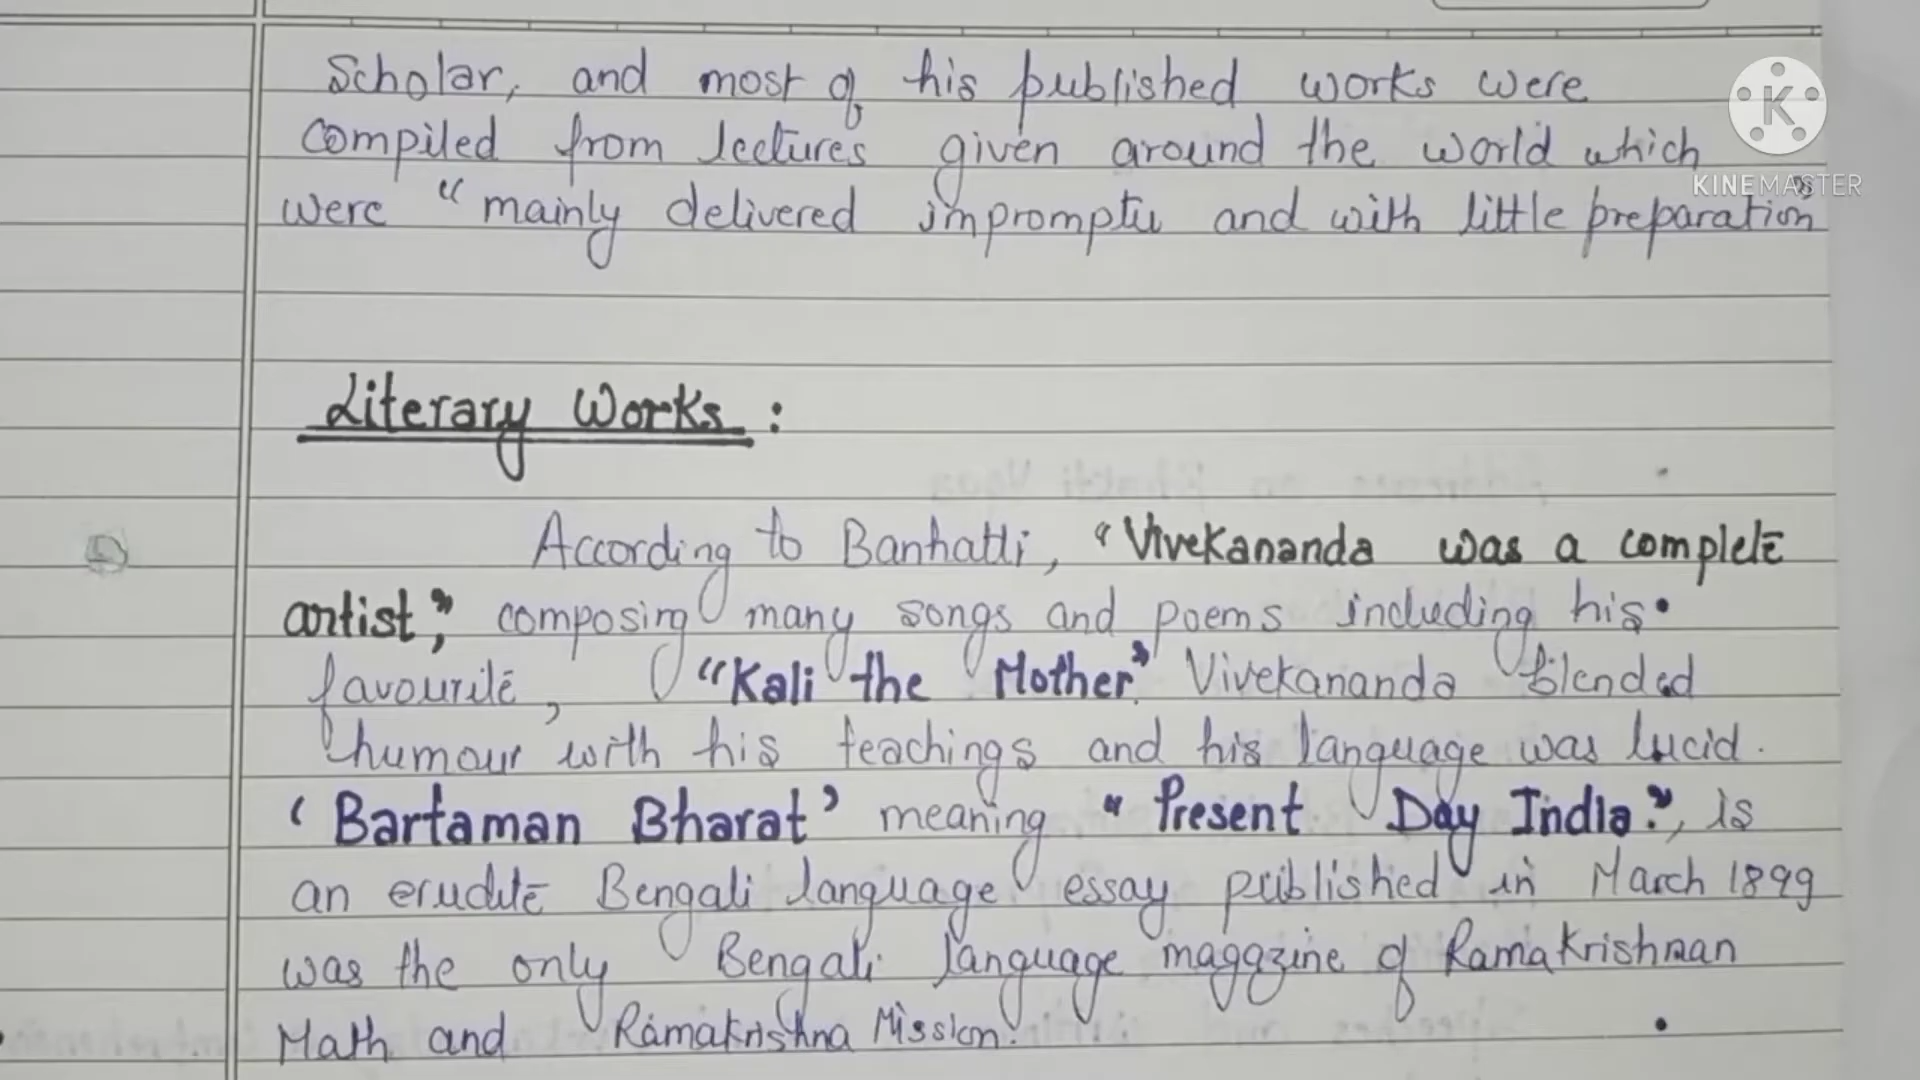 Scholar, and most of his published works were
compiled from lectures given around the world which
were "mainly delivered impromptu and with little preparation"
KINEMASTER
Literary Works :
According to Banhatti, "Vivekananda was a complete
artist", composing many songs and poems including his
favourite, "Kali the Mother". Vivekananda blended
humour with his teachings and his language was lucid.
'Bartaman Bharat' meaning "Present Day India", is
an erudite Bengali language essay published in March 1899
was the only Bengali language magazine of Ramakrishnan
Math and Ramakrishna Mission.